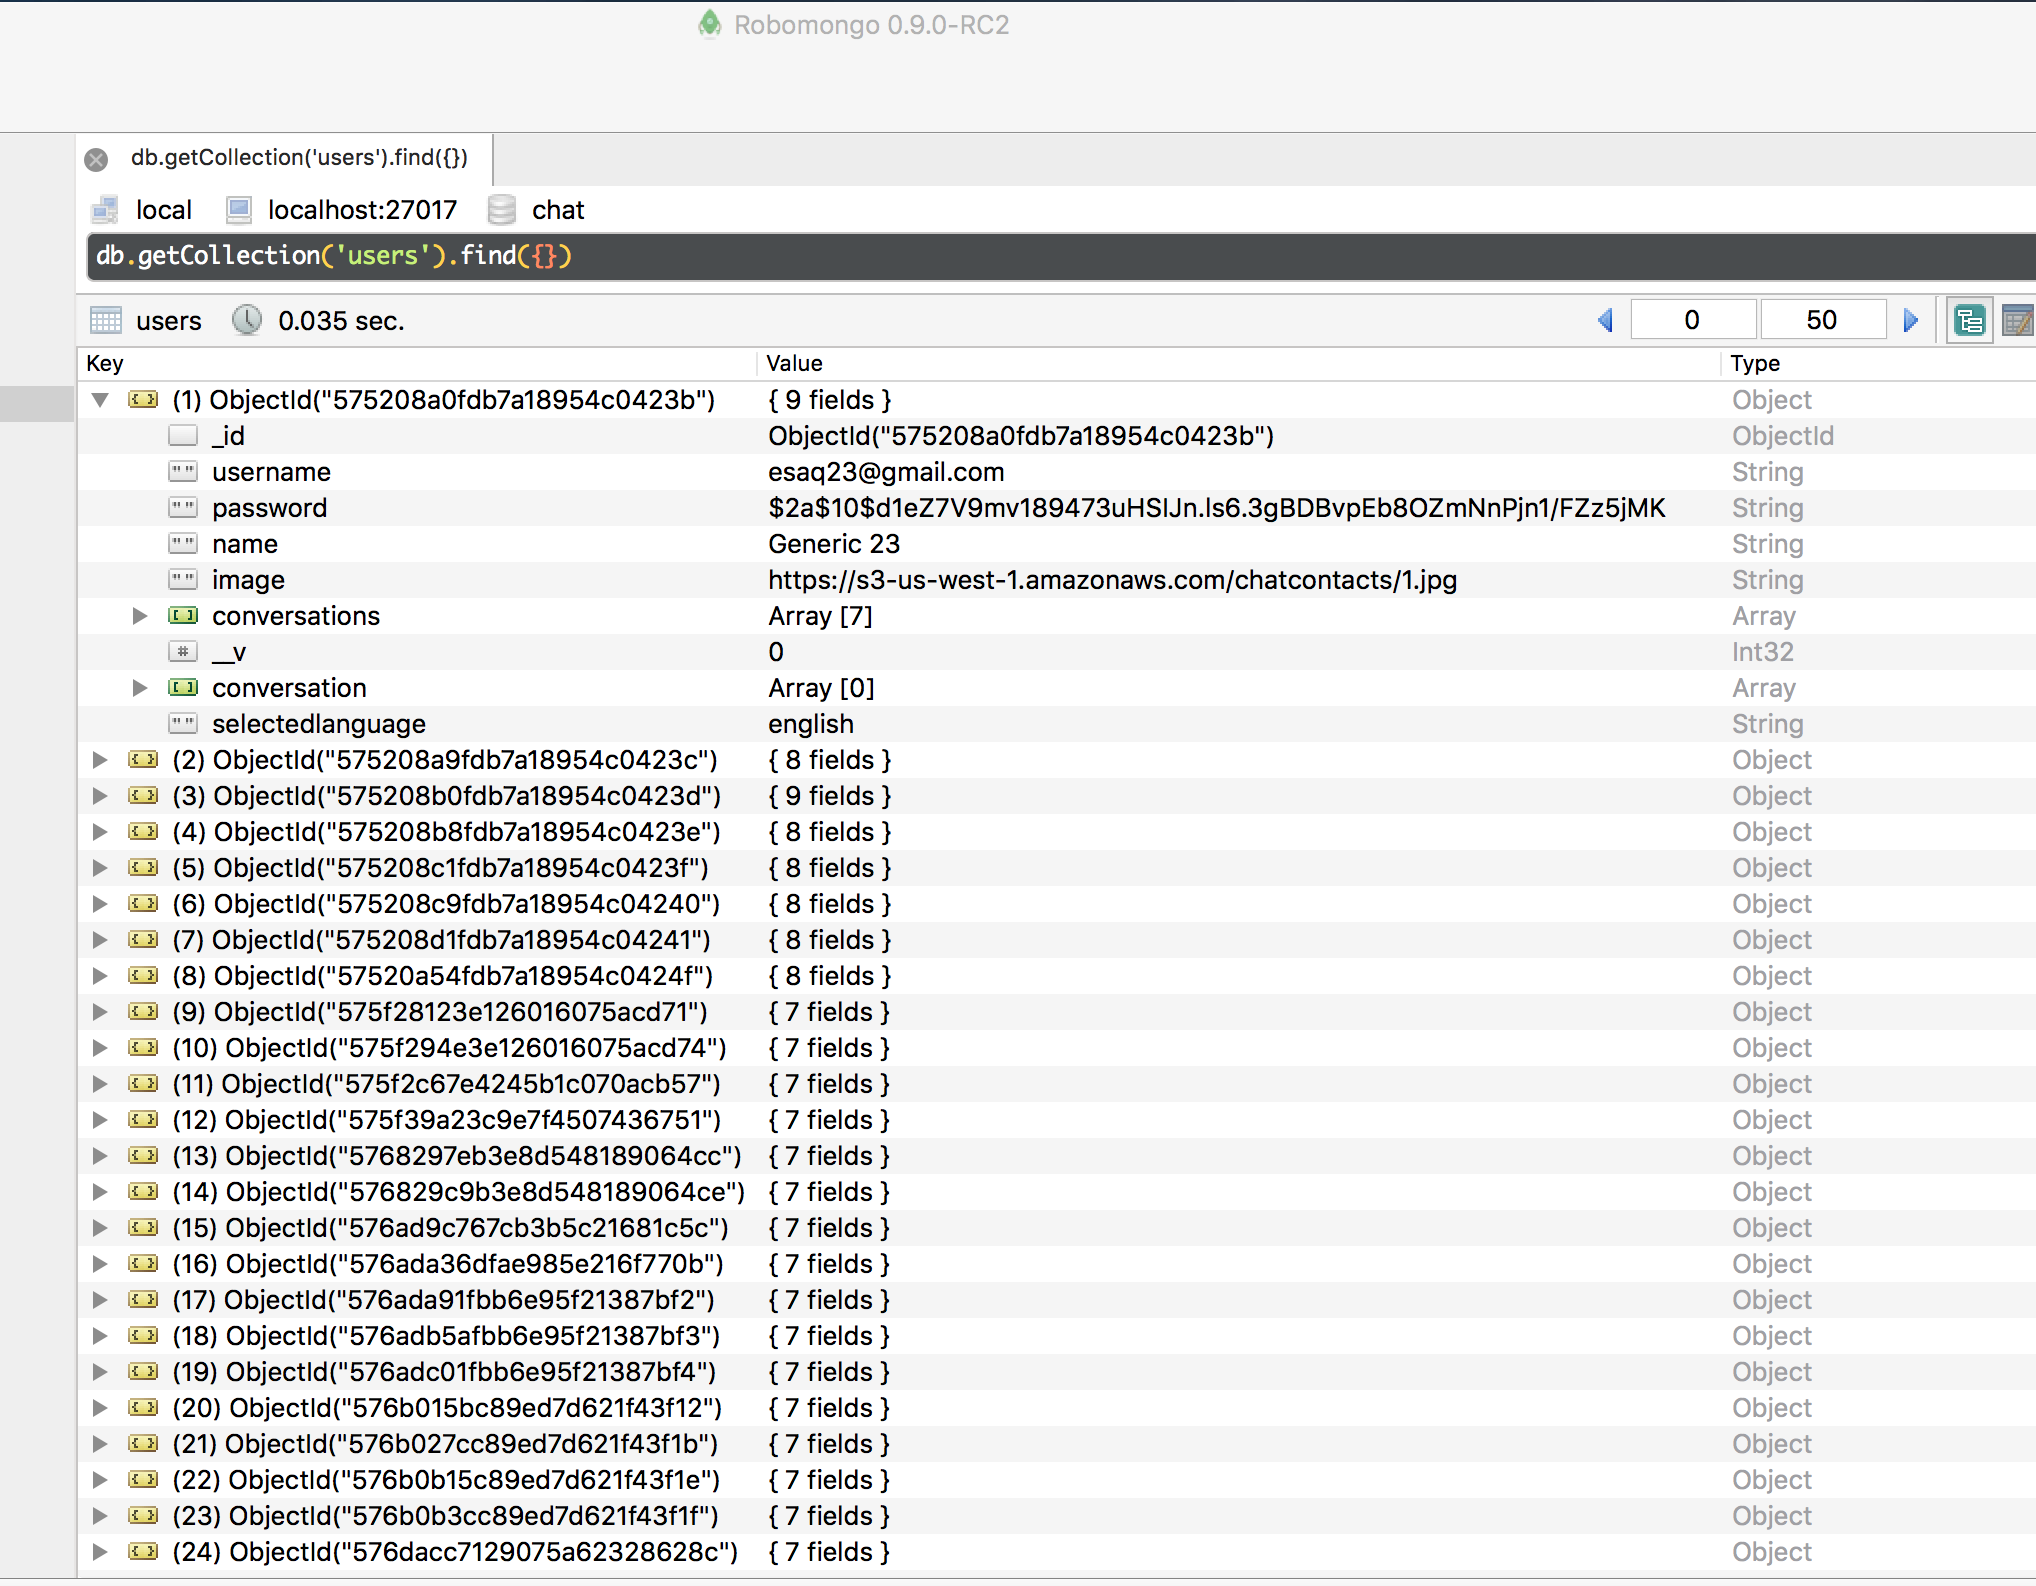 Robomongo 0.9.0-RC2
db.getCollection('users').find({})
local localhost:27017 chat
db.getCollection('users').find({})
users 0.035 sec. 0 50
Key Value Type
(1) ObjectId("575208a0fdb7a18954c0423b") { 9 fields } Object
_id ObjectId("575208a0fdb7a18954c0423b") ObjectId
username esaq23@gmail.com String
password $2a$10$d1eZ7V9mv189473uHSIJn.ls6.3gBDBvpEb8OZmNnPjn1/FZz5jMK String
name Generic 23 String
image https://s3-us-west-1.amazonaws.com/chatcontacts/1.jpg String
conversations Array [7] Array
__v 0 Int32
conversation Array [0] Array
selectedlanguage english String
(2) ObjectId("575208a9fdb7a18954c0423c") { 8 fields } Object
(3) ObjectId("575208b0fdb7a18954c0423d") { 9 fields } Object
(4) ObjectId("575208b8fdb7a18954c0423e") { 8 fields } Object
(5) ObjectId("575208c1fdb7a18954c0423f") { 8 fields } Object
(6) ObjectId("575208c9fdb7a18954c04240") { 8 fields } Object
(7) ObjectId("575208d1fdb7a18954c04241") { 8 fields } Object
(8) ObjectId("57520a54fdb7a18954c0424f") { 8 fields } Object
(9) ObjectId("575f28123e126016075acd71") { 7 fields } Object
(10) ObjectId("575f294e3e126016075acd74") { 7 fields } Object
(11) ObjectId("575f2c67e4245b1c070acb57") { 7 fields } Object
(12) ObjectId("575f39a23c9e7f4507436751") { 7 fields } Object
(13) ObjectId("5768297eb3e8d548189064cc") { 7 fields } Object
(14) ObjectId("576829c9b3e8d548189064ce") { 7 fields } Object
(15) ObjectId("576ad9c767cb3b5c21681c5c") { 7 fields } Object
(16) ObjectId("576ada36dfae985e216f770b") { 7 fields } Object
(17) ObjectId("576ada91fbb6e95f21387bf2") { 7 fields } Object
(18) ObjectId("576adb5afbb6e95f21387bf3") { 7 fields } Object
(19) ObjectId("576adc01fbb6e95f21387bf4") { 7 fields } Object
(20) ObjectId("576b015bc89ed7d621f43f12") { 7 fields } Object
(21) ObjectId("576b027cc89ed7d621f43f1b") { 7 fields } Object
(22) ObjectId("576b0b15c89ed7d621f43f1e") { 7 fields } Object
(23) ObjectId("576b0b3cc89ed7d621f43f1f") { 7 fields } Object
(24) ObjectId("576dacc7129075a62328628c") { 7 fields } Object